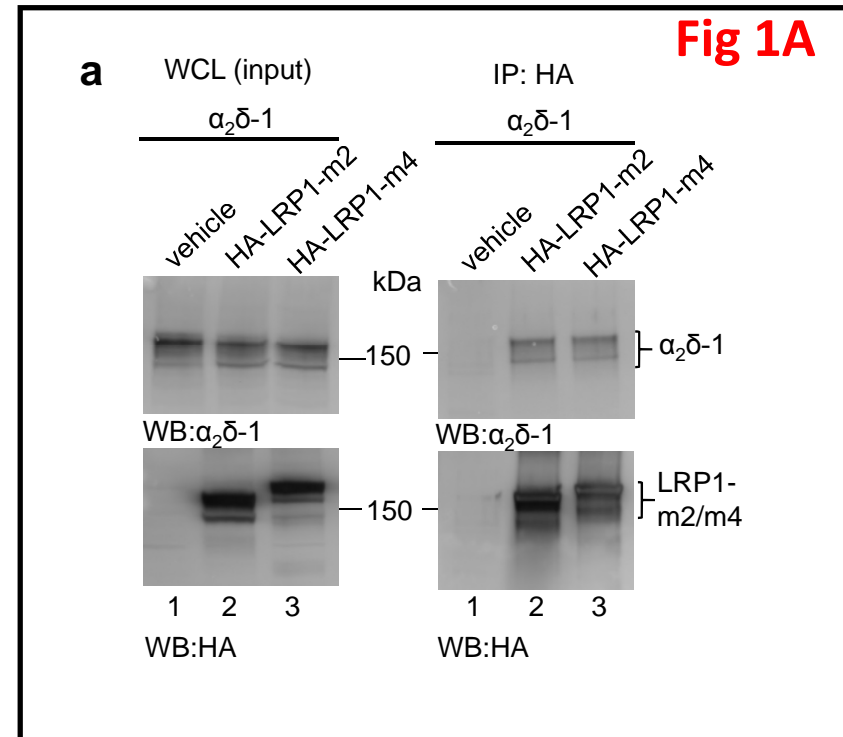 Fig 1A
a
WCL (input)
IP: HA
α₂δ-1
α₂δ-1
vehicle
HA-LRP1-m2
HA-LRP1-m4
vehicle
HA-LRP1-m2
HA-LRP1-m4
kDa
150
α₂δ-1
WB:α₂δ-1
WB:α₂δ-1
150
LRP1-
m2/m4
1 2 3
1 2 3
WB:HA
WB:HA